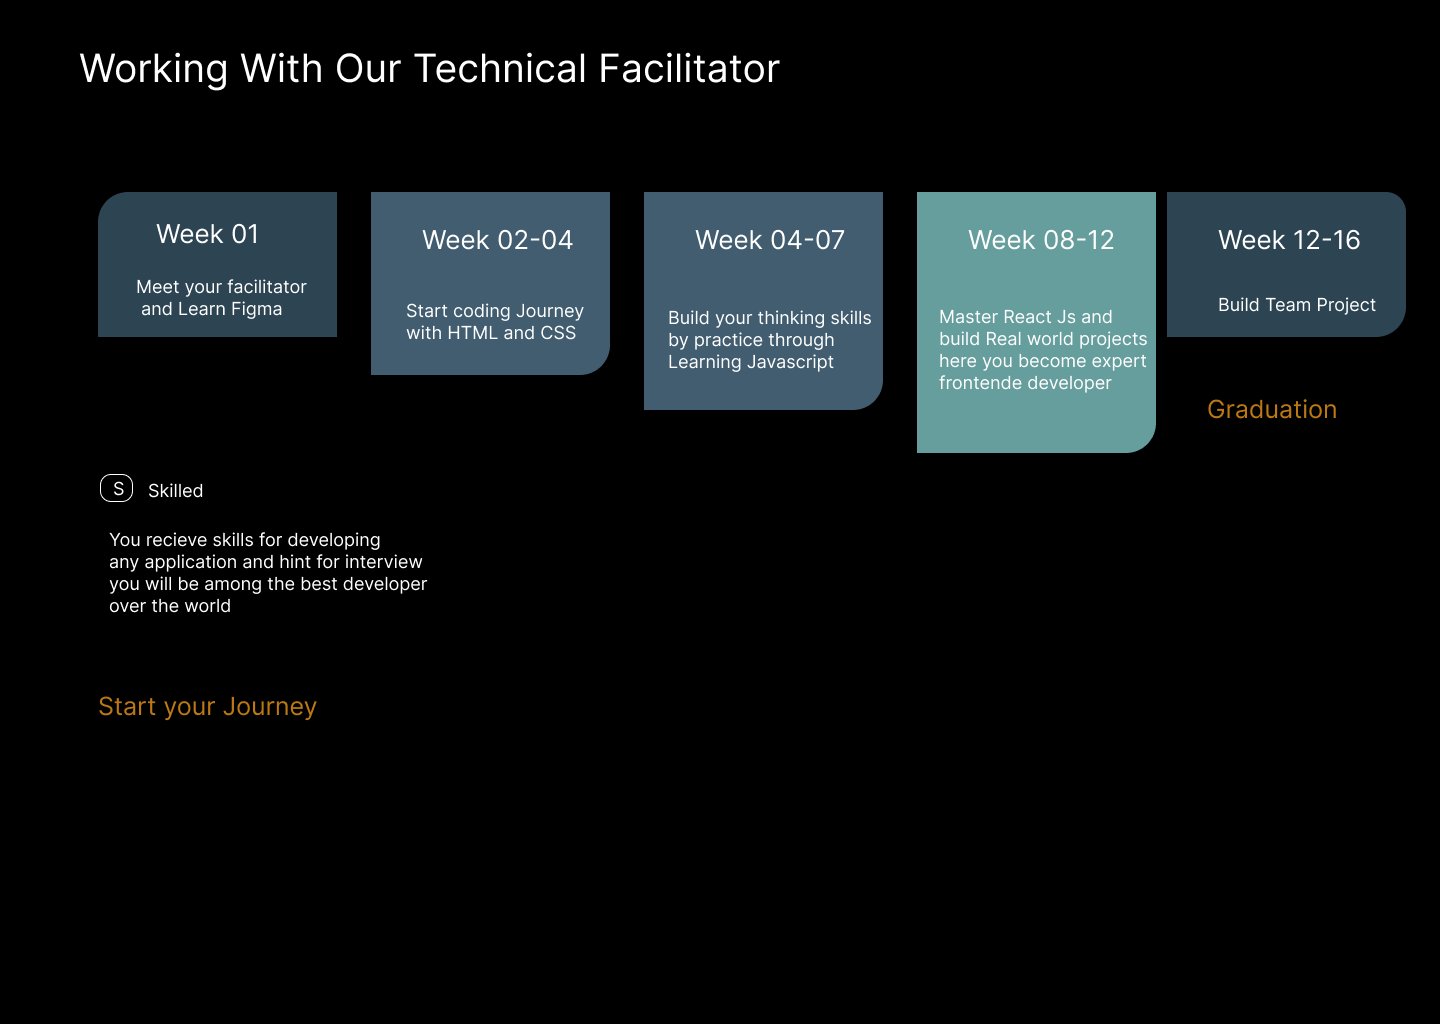 Working With Our Technical Facilitator
Week 01
Meet your facilitator
and Learn Figma
Week 02-04
Start coding Journey
with HTML and CSS
Week 04-07
Build your thinking skills
by practice through
Learning Javascript
Week 08-12
Master React Js and
build Real world projects
here you become expert
frontende developer
Week 12-16
Build Team Project
Graduation
S Skilled
You recieve skills for developing
any application and hint for interview
you will be among the best developer
over the world
Start your Journey